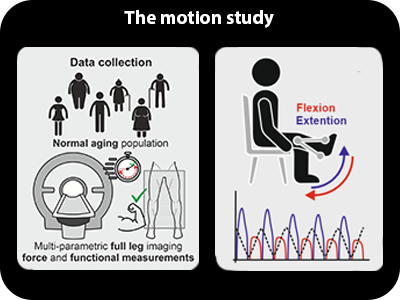 The motion study
Data collection
Normal aging population
Multi-parametric full leg imaging
force and functional measurements
Flexion
Extention